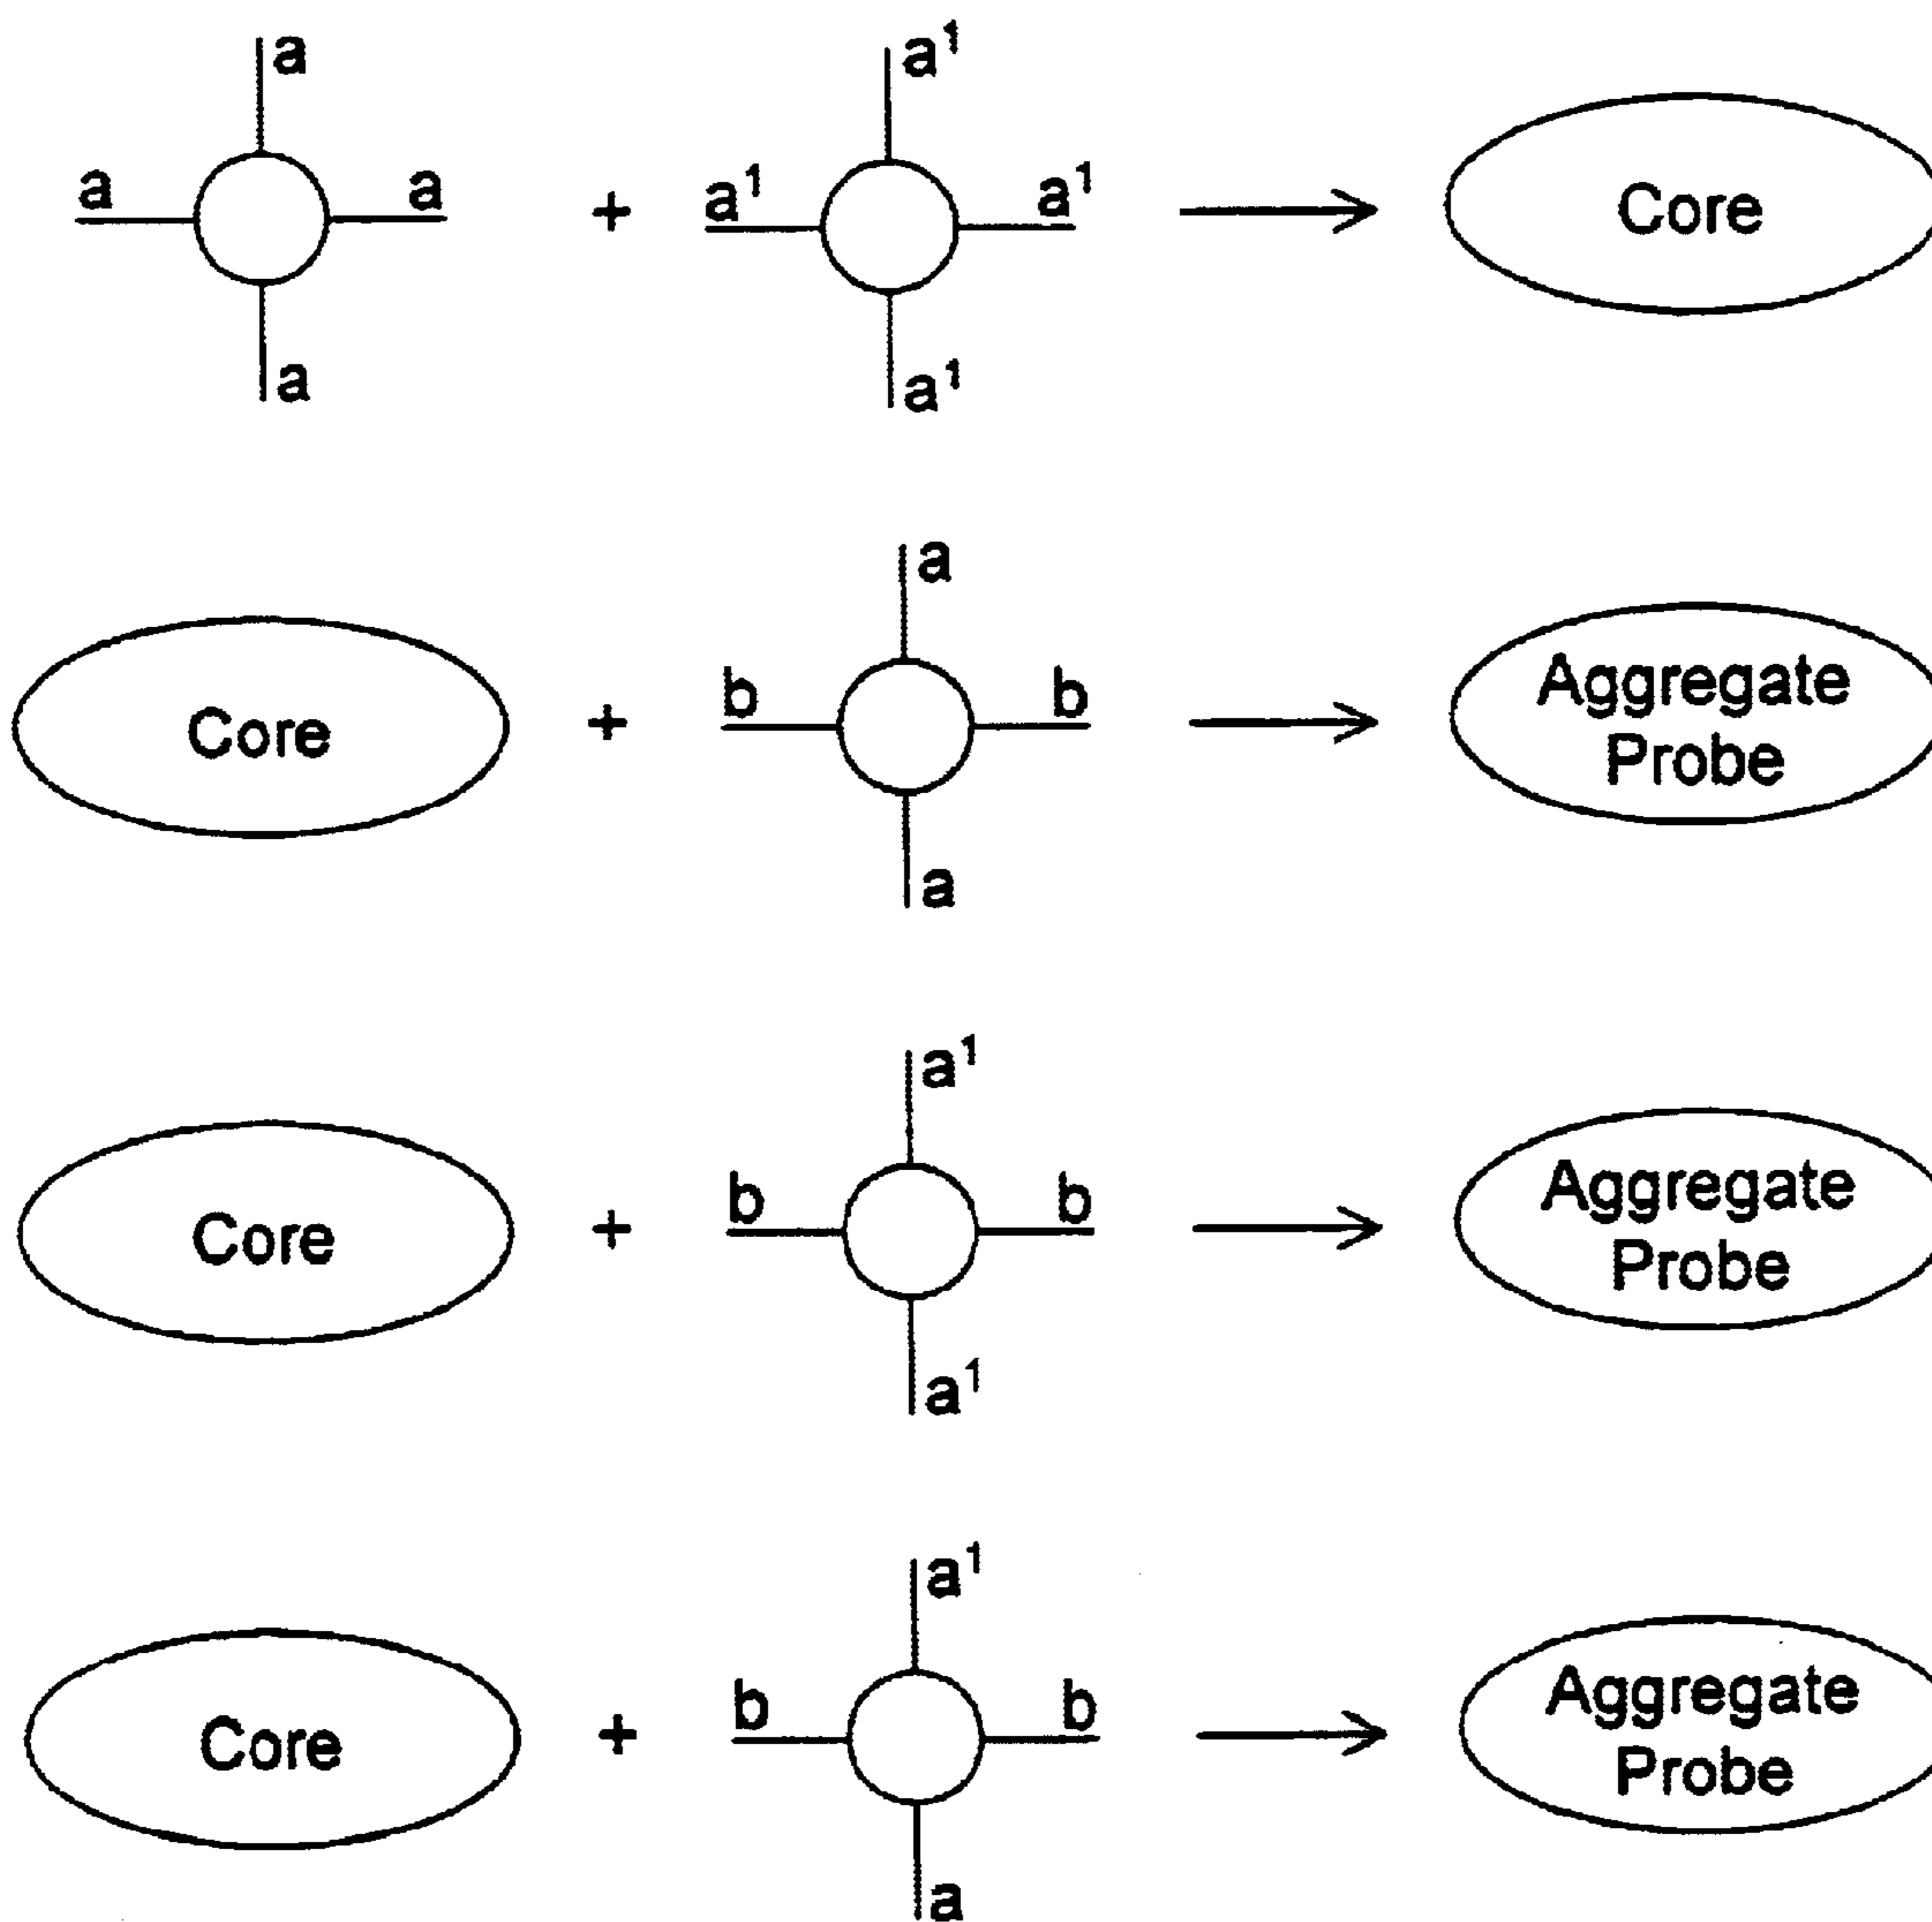 a
a a
a
+
a¹
a¹ a¹
a¹
Core
Core
+
a
b b
a
Aggregate
Probe
Core
+
a¹
b b
a¹
Aggregate
Probe
Core
+
a¹
b b
a
Aggregate
Probe